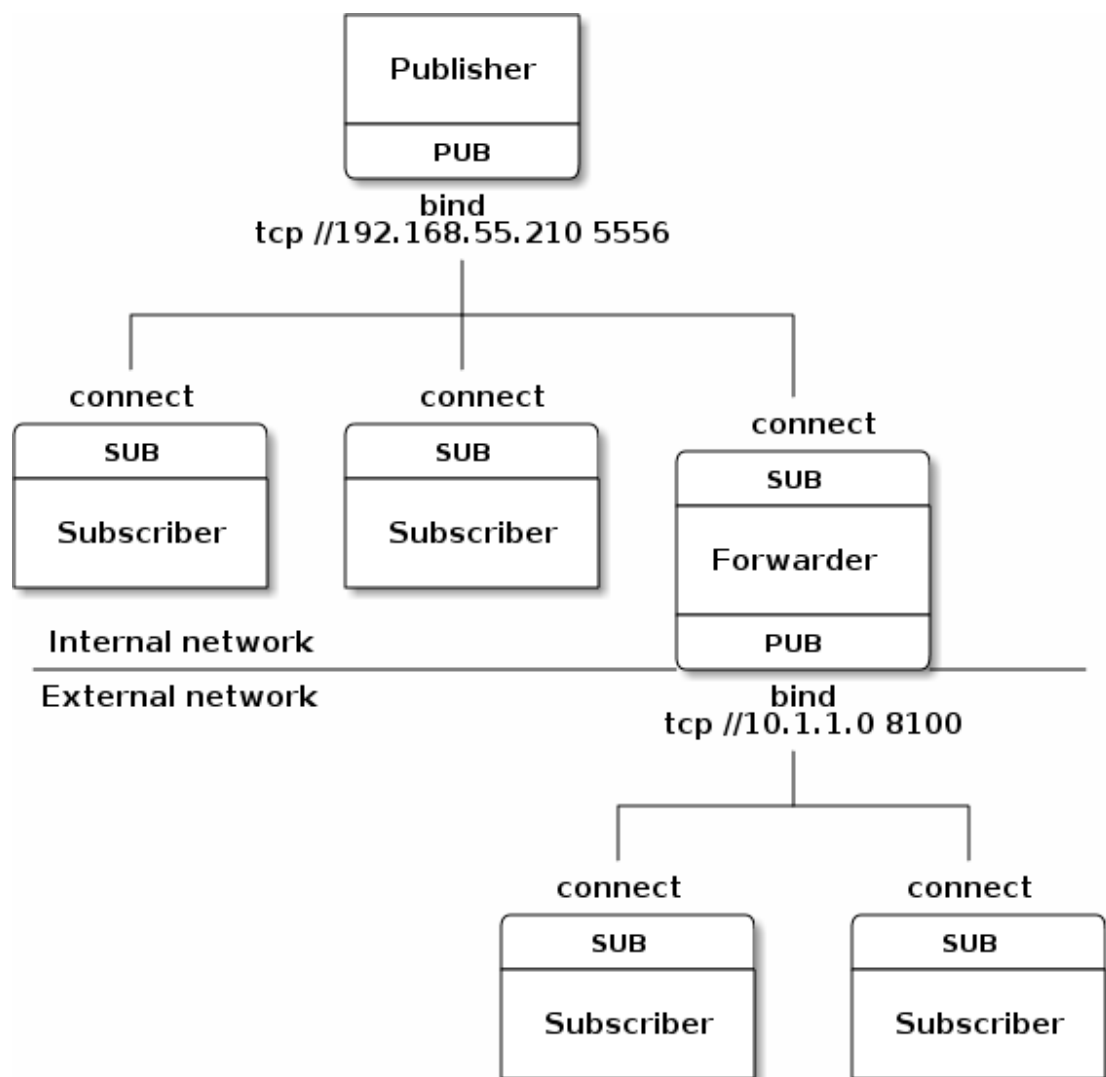 Publisher
PUB
bind
tcp //192.168.55.210 5556
connect
connect
connect
SUB
SUB
SUB
Subscriber
Subscriber
Forwarder
PUB
Internal network
External network
bind
tcp //10.1.1.0 8100
connect
connect
SUB
SUB
Subscriber
Subscriber